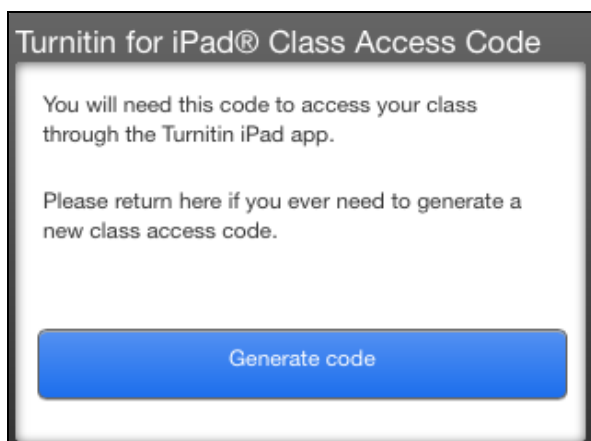 Turnitin for iPad® Class Access Code
You will need this code to access your class
through the Turnitin iPad app.
Please return here if you ever need to generate a
new class access code.
Generate code